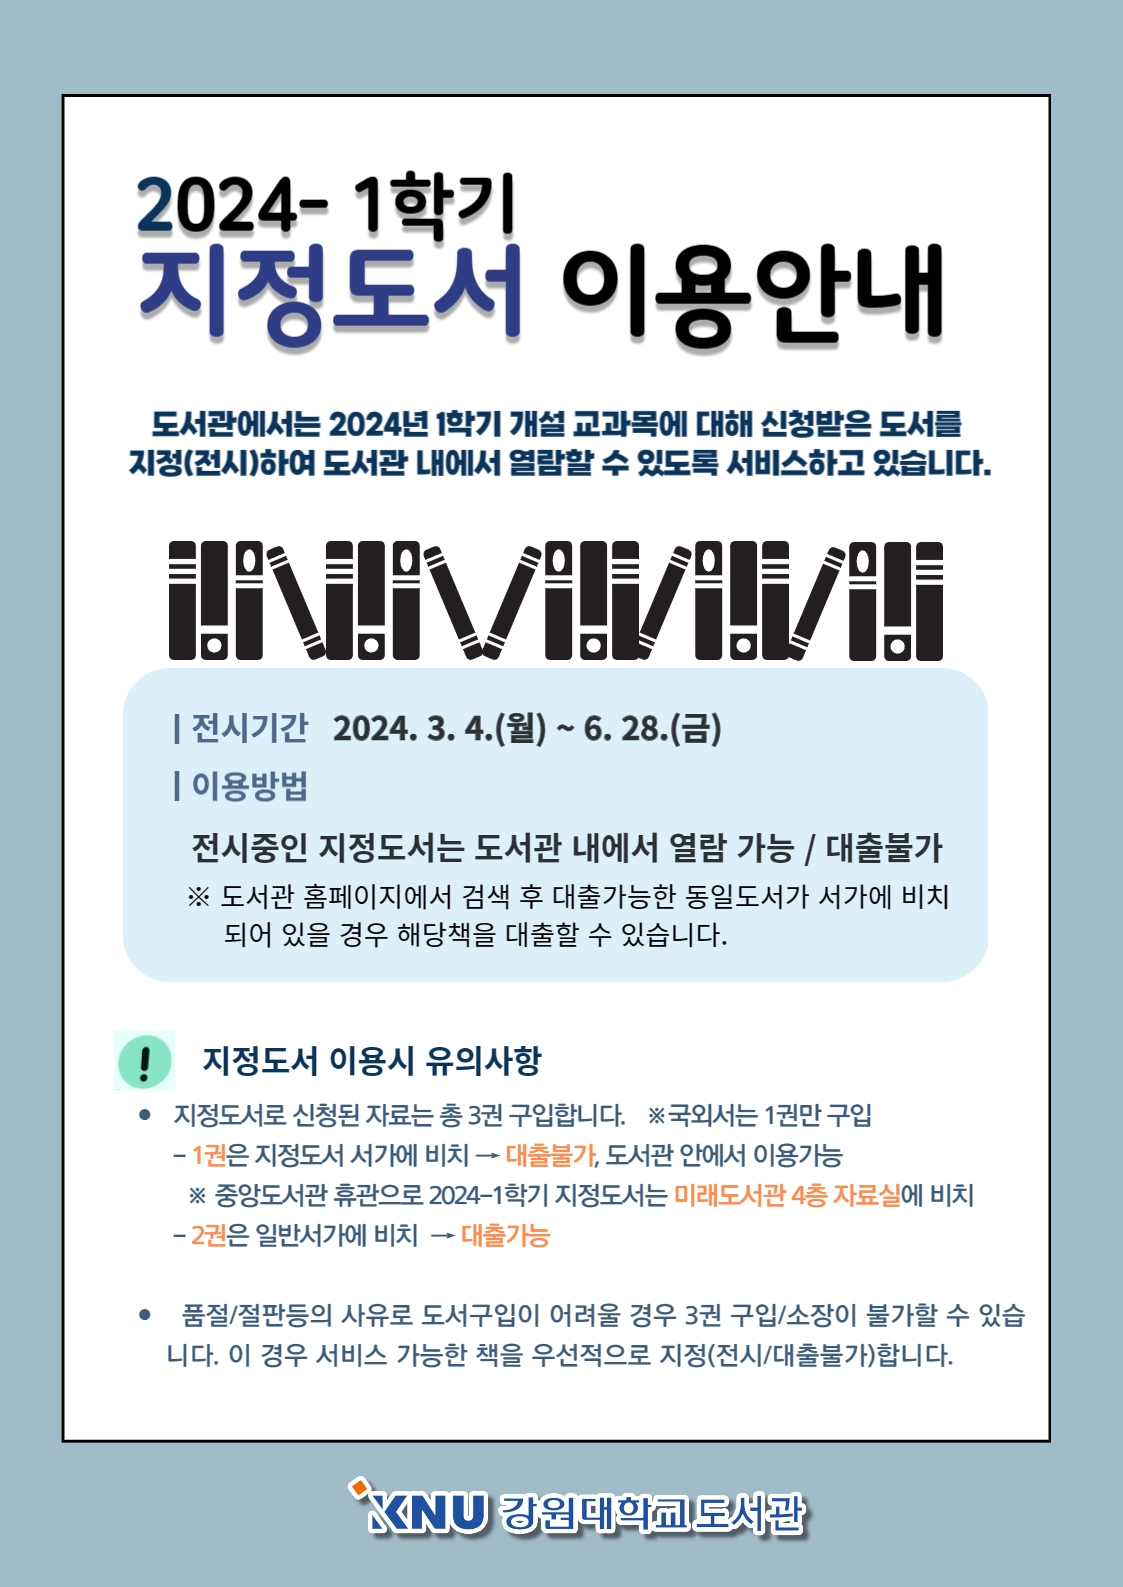 2024- 1학기
지정도서 이용안내
도서관에서는 2024년 1학기 개설 교과목에 대해 신청받은 도서를
지정(전시)하여 도서관 내에서 열람할 수 있도록 서비스하고 있습니다.
| 전시기간 2024. 3. 4.(월) ~ 6. 28.(금)
| 이용방법
전시중인 지정도서는 도서관 내에서 열람 가능 / 대출불가
※ 도서관 홈페이지에서 검색 후 대출가능한 동일도서가 서가에 비치
되어 있을 경우 해당책을 대출할 수 있습니다.
! 지정도서 이용시 유의사항
• 지정도서로 신청된 자료는 총 3권 구입합니다. ※국외서는 1권만 구입
– 1권은 지정도서 서가에 비치 → 대출불가, 도서관 안에서 이용가능
※ 중앙도서관 휴관으로 2024–1학기 지정도서는 미래도서관 4층 자료실에 비치
– 2권은 일반서가에 비치 → 대출가능
• 품절/절판등의 사유로 도서구입이 어려울 경우 3권 구입/소장이 불가할 수 있습
니다. 이 경우 서비스 가능한 책을 우선적으로 지정(전시/대출불가)합니다.
KNU 강원대학교도서관